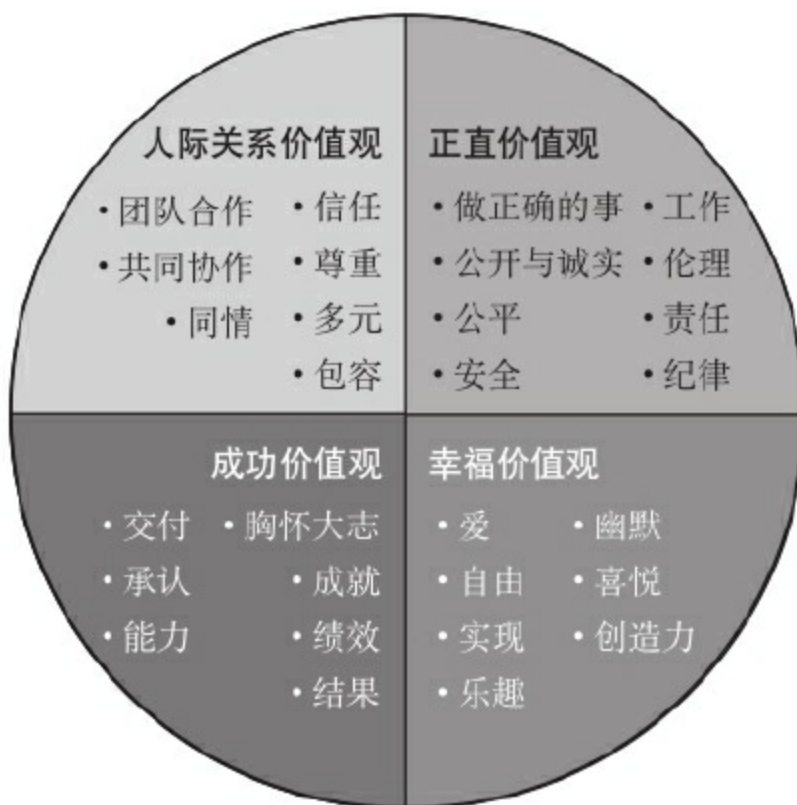 人际关系价值观
• 团队合作 • 信任
• 共同协作 • 尊重
• 同情 • 多元
• 包容
正直价值观
• 做正确的事 • 工作
• 公开与诚实 • 伦理
• 公平 • 责任
• 安全 • 纪律
成功价值观
• 交付 • 胸怀大志
• 承认 • 成就
• 能力 • 绩效
• 结果
幸福价值观
• 爱 • 幽默
• 自由 • 喜悦
• 实现 • 创造力
• 乐趣